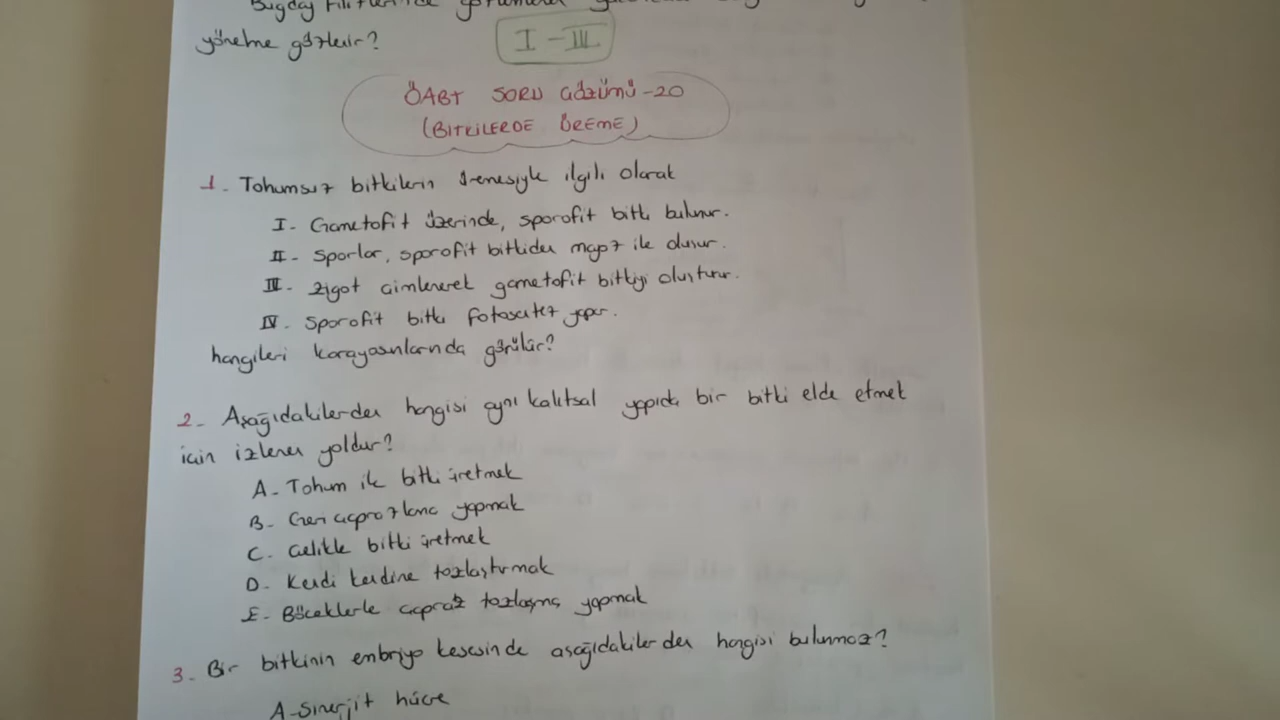 Buğday
yönelme gözlenir?
I - III
ÖABT SORU ÇÖZÜMÜ-20
(BİTKİLERDE ÜREME)
1. Tohumsuz bitkilerin üremesiyle ilgili olarak
I- Gametofit üzerinde, sporofit bitki bulunur.
II- Sporlar, sporofit bitkiden mayoz ile oluşur.
III- Zigot çimlenerek gametofit bitkiyi oluşturur.
IV. Sporofit bitki fotosentez yapar.
hangileri karayosunlarında görülür?
2- Aşağıdakilerden hangisi aynı kalıtsal yapıda bir bitki elde etmek
için izlenen yoldur?
A- Tohum ile bitki üretmek
B- Geri çaprazlama yapmak
C. Çelikle bitki üretmek
D. Kendi kendine tozlaştırmak
E- Böceklerle çapraz tozlaşma yapmak
3. Bir bitkinin embriyo kesesinde aşağıdakilerden hangisi bulunmaz?
A-Sinerjit hücre